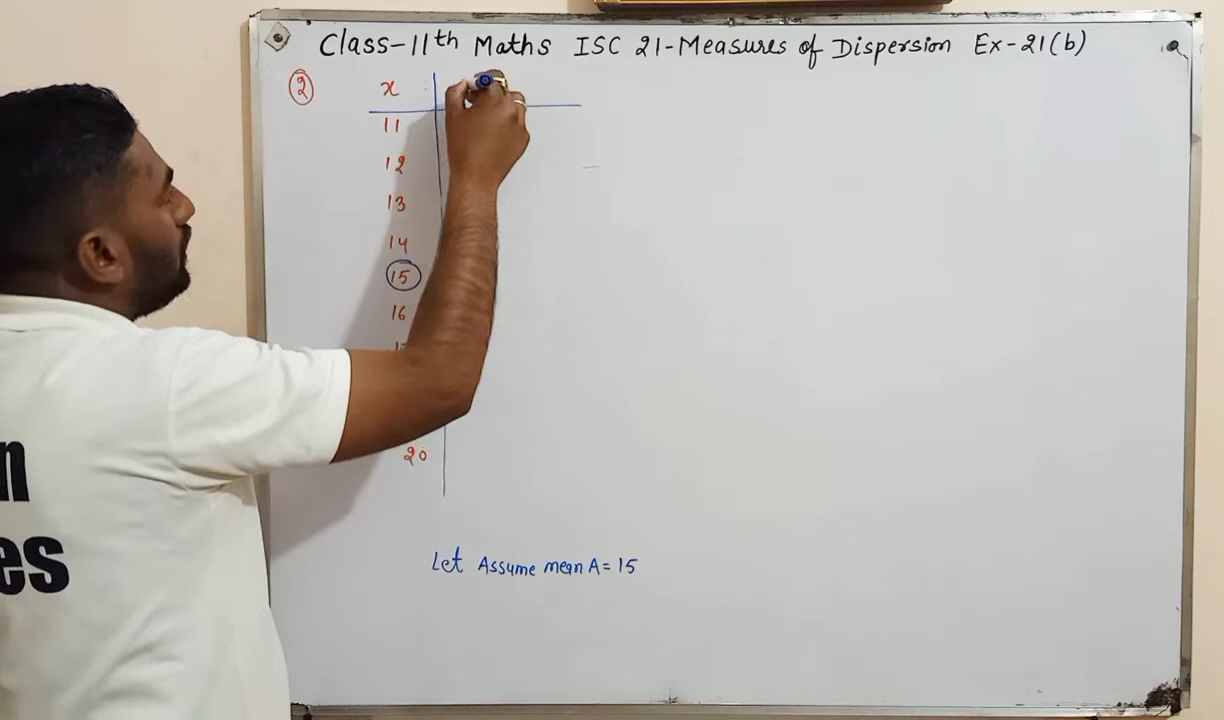 Class-11th Maths ISC 21-Measures of Dispersion Ex-21(b)
2 x
11
12
13
14
15
16
20
Let Assume mean A = 15
n
es